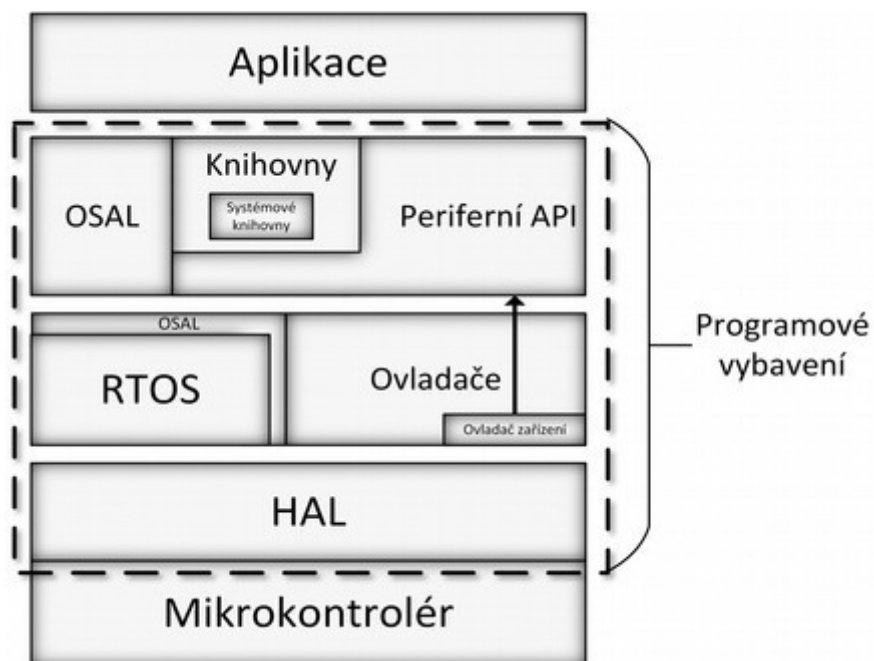 Aplikace
OSAL
Knihovny
Systémové
knihovny
Periferní API
OSAL
RTOS
Ovladače
Ovladač zařízení
HAL
Mikrokontrolér
Programové
vybavení